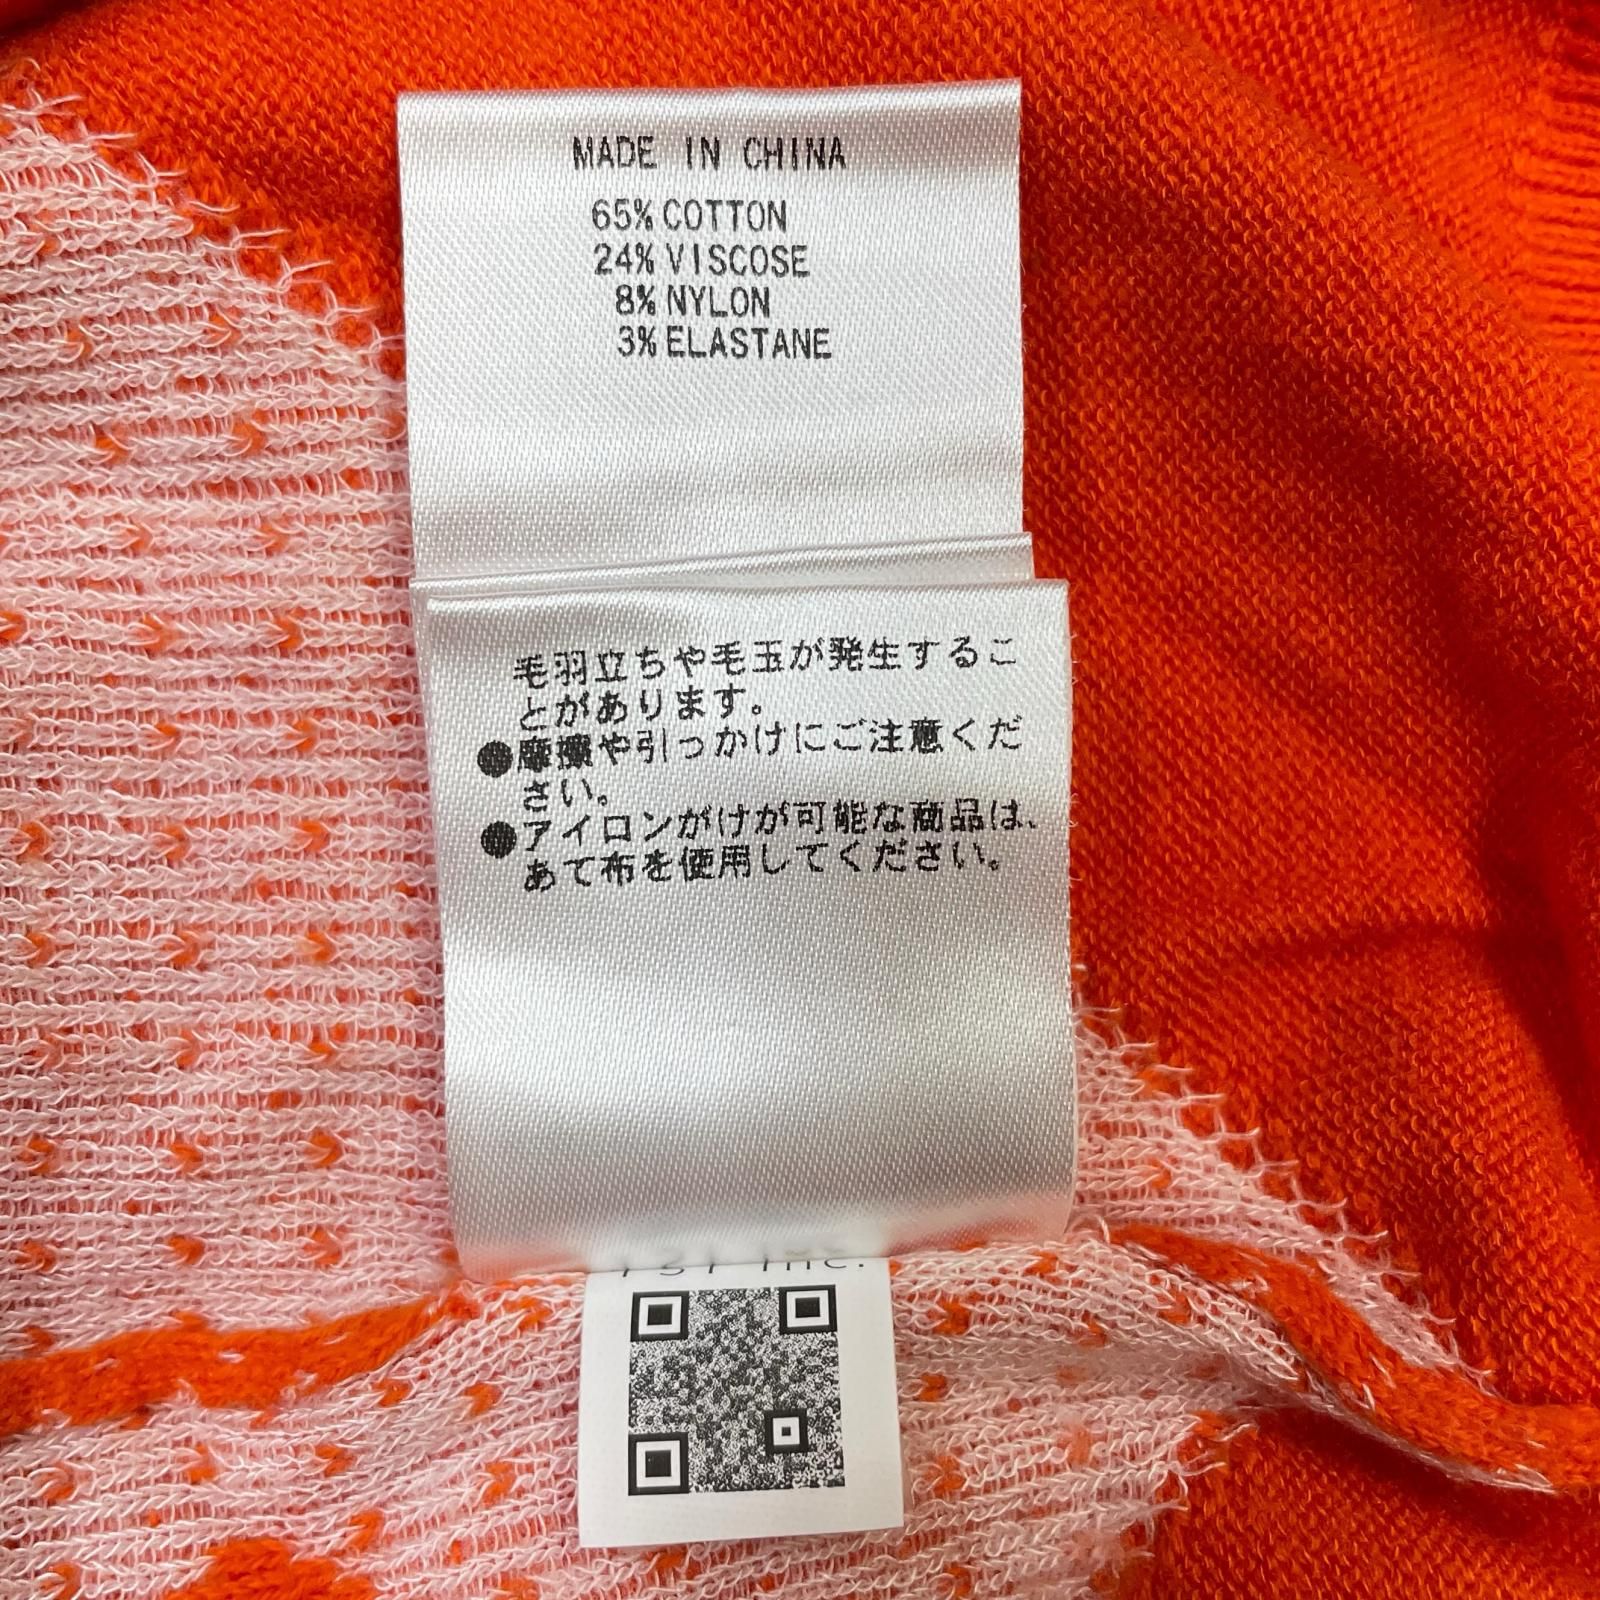 MADE IN CHINA
65% COTTON
24% VISCOSE
8% NYLON
3% ELASTANE
毛羽立ちや毛玉が発生するこ
とがあります。
●摩擦や引っかけにご注意くだ
さい。
●アイロンがけが可能な商品は、
あて布を使用してください。
Inc.